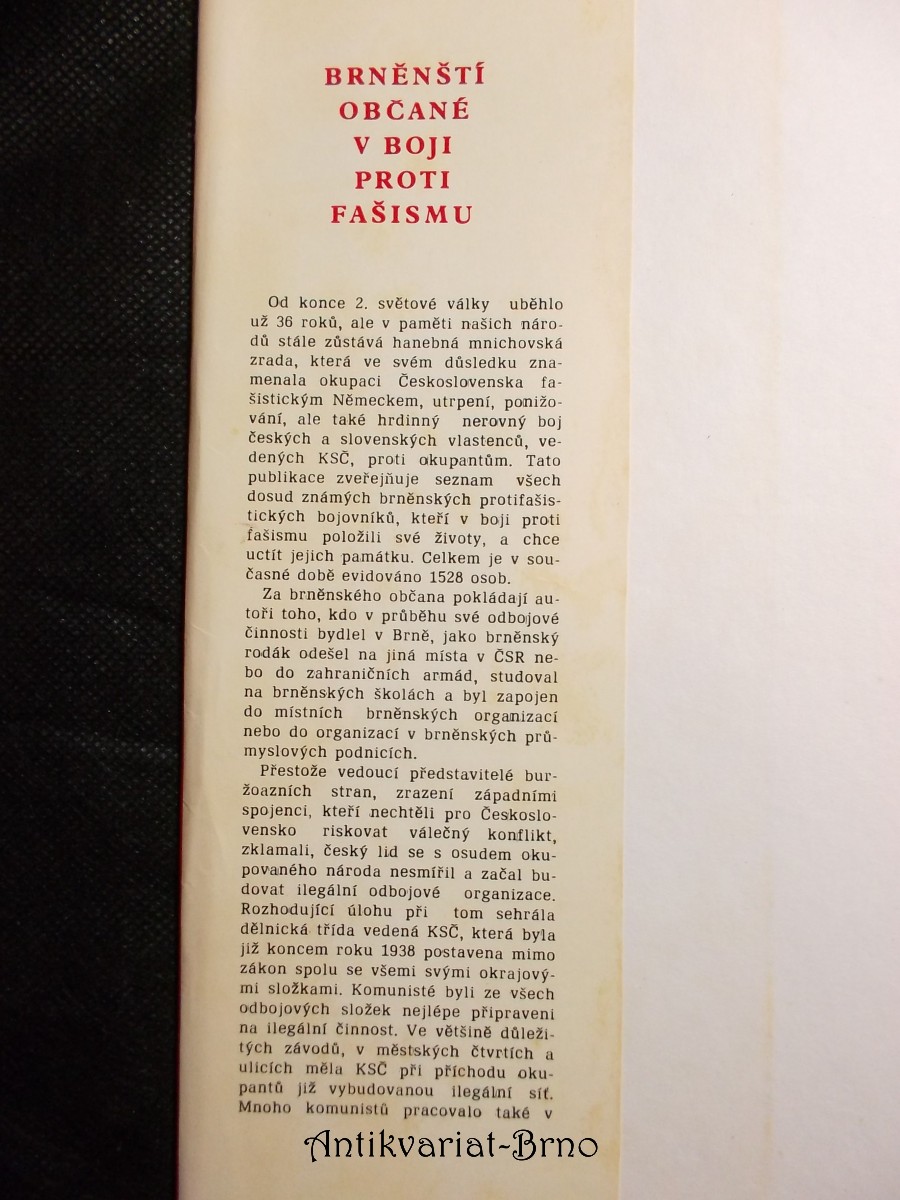 BRNĚNŠTÍ
OBČANÉ
V BOJI
PROTI
FAŠISMU
Od konce 2. světové války uběhlo
už 36 roků, ale v paměti našich náro-
dů stále zůstává hanebná mnichovská
zrada, která ve svém důsledku zna-
menala okupaci Československa fa-
šistickým Německem, utrpení, ponižo-
vání, ale také hrdinný nerovný boj
českých a slovenských vlastenců, ve-
dených KSČ, proti okupantům. Tato
publikace zveřejňuje seznam všech
dosud známých brněnských protifašis-
tických bojovníků, kteří v boji proti
fašismu položili své životy, a chce
uctít jejich památku. Celkem je v sou-
časné době evidováno 1528 osob.
Za brněnského občana pokládají au-
toři toho, kdo v průběhu své odbojové
činnosti bydlel v Brně, jako brněnský
rodák odešel na jiná místa v ČSR ne-
bo do zahraničních armád, studoval
na brněnských školách a byl zapojen
do místních brněnských organizací
nebo do organizací v brněnských prů-
myslových podnicích.
Přestože vedoucí představitelé bur-
žoazních stran, zrazení západními
spojenci, kteří nechtěli pro Českoslo-
vensko riskovat válečný konflikt,
zklamali, český lid se s osudem oku-
povaného národa nesmířil a začal bu-
dovat ilegální odbojové organizace.
Rozhodující úlohu při tom sehrála
dělnická třída vedená KSČ, která byla
již koncem roku 1938 postavena mimo
zákon spolu se všemi svými okrajový-
mi složkami. Komunisté byli ze všech
odbojových složek nejlépe připraveni
na ilegální činnost. Ve většině důleži-
tých závodů, v městských čtvrtích a
ulicích měla KSČ při příchodu oku-
pantů již vybudovanou ilegální síť.
Mnoho komunistů pracovalo také v
Antikvariat-Brno